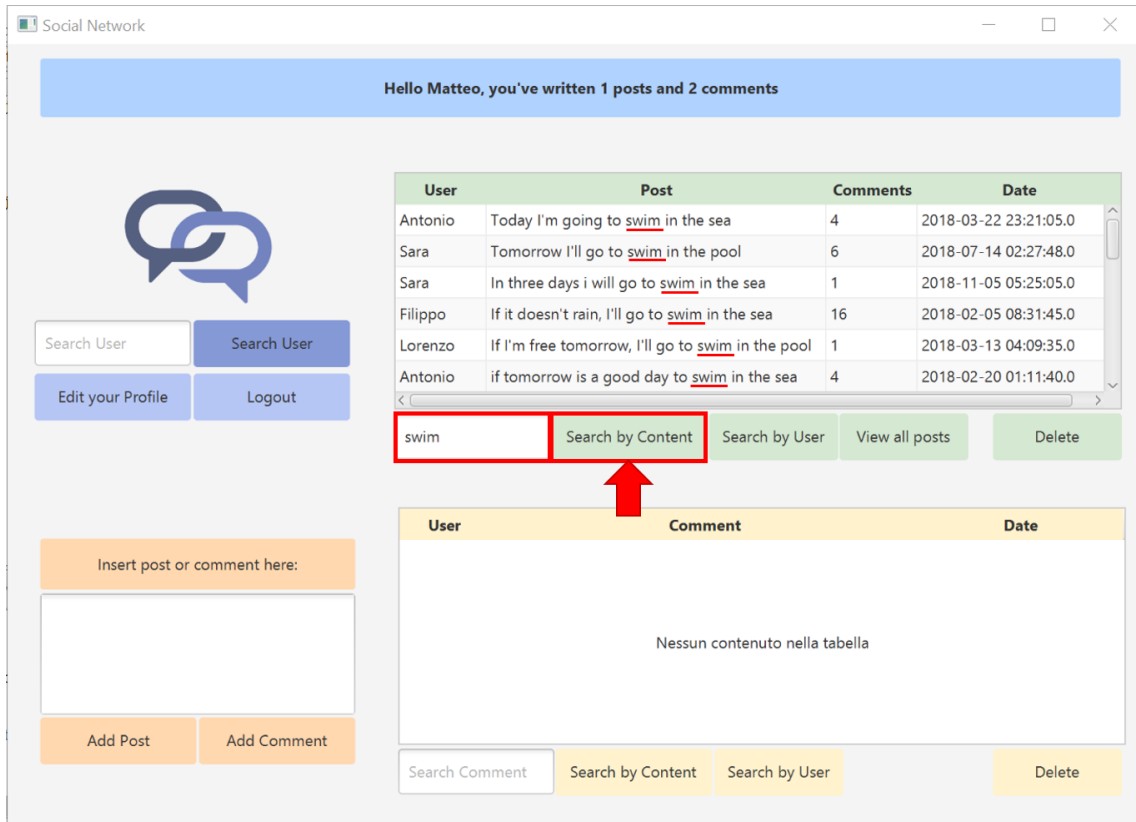 Social Network
Hello Matteo, you've written 1 posts and 2 comments
User Post Comments Date
Antonio Today I'm going to swim in the sea 4 2018-03-22 23:21:05.0
Sara Tomorrow I'll go to swim in the pool 6 2018-07-14 02:27:48.0
Sara In three days i will go to swim in the sea 1 2018-11-05 05:25:05.0
Filippo If it doesn't rain, I'll go to swim in the sea 16 2018-02-05 08:31:45.0
Lorenzo If I'm free tomorrow, I'll go to swim in the pool 1 2018-03-13 04:09:35.0
Antonio if tomorrow is a good day to swim in the sea 4 2018-02-20 01:11:40.0
Search User Search User
Edit your Profile Logout
swim Search by Content Search by User View all posts Delete
User Comment Date
Nessun contenuto nella tabella
Insert post or comment here:
Add Post Add Comment
Search Comment Search by Content Search by User Delete